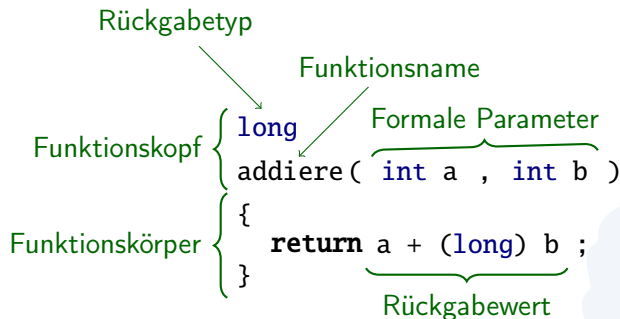 Rückgabetyp
Funktionsname
long
Formale Parameter
Funktionskopf
addiere( int a , int b )
{
Funktionskörper
return a + (long) b ;
}
Rückgabewert